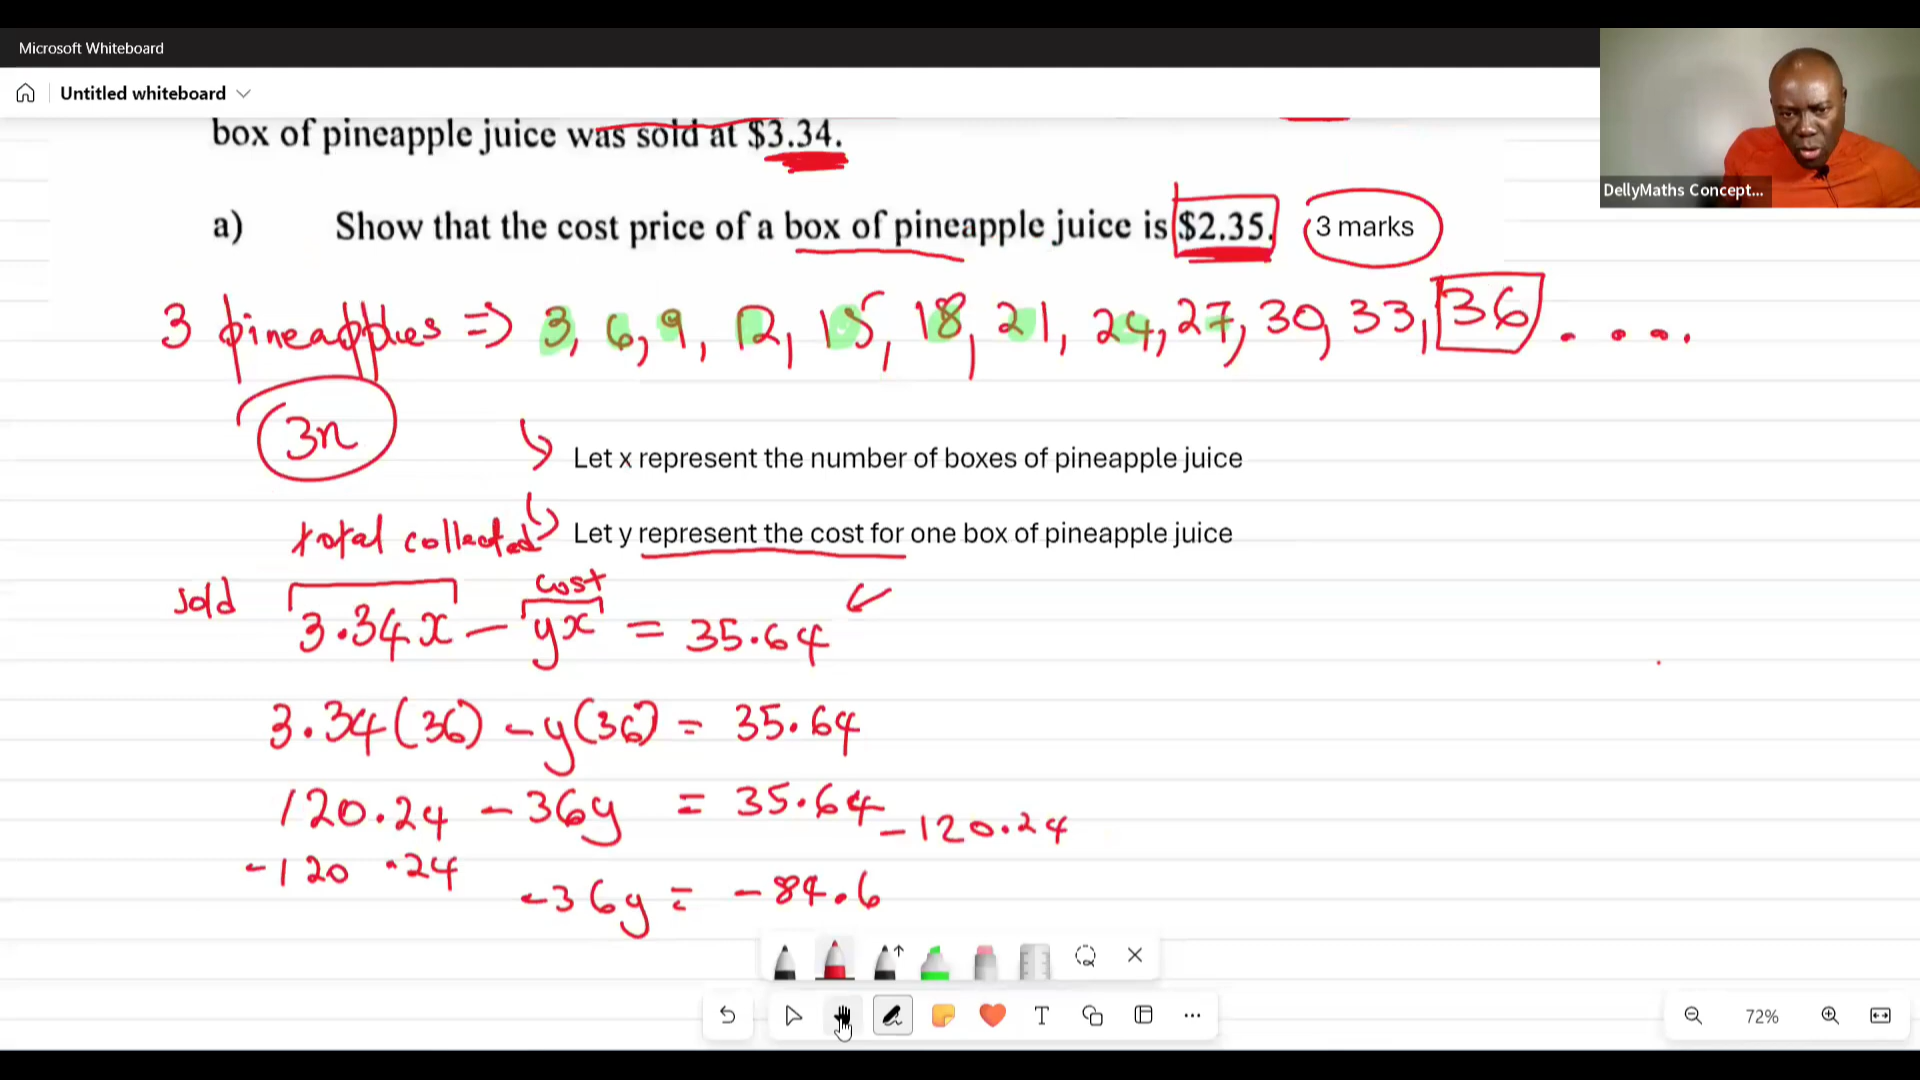 Microsoft Whiteboard
Untitled whiteboard
box of pineapple juice was sold at $3.34.
a) Show that the cost price of a box of pineapple juice is $2.35. 3 marks
3 pineapples => 3, 6, 9, 12, 15, 18, 21, 24, 27, 30, 33, 36 ....
3n
Let x represent the number of boxes of pineapple juice
total collected Let y represent the cost for one box of pineapple juice
sold
cost
3.34x - yx = 35.64
3.34(36) - y(36) = 35.64
120.24 - 36y = 35.64 - 120.24
-120.24
-36y = -84.6
DellyMaths Concept...
T
72%